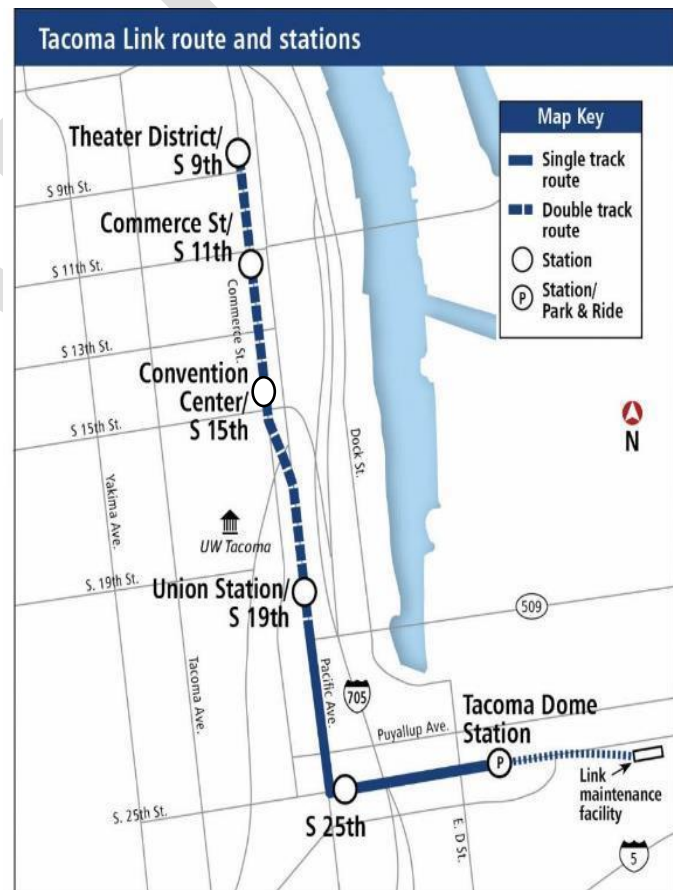 Tacoma Link route and stations
Map Key
Single track
route
Double track
route
Station
P
Station/
Park & Ride
Theater District/
S 9th
S 9th St.
Commerce St/
S 11th
S 11th St.
Commerce St.
S 13th St.
Convention
Center/
S 15th
S 15th St.
Dock St.
N
Yakima Ave.
UW Tacoma
Union Station/
S 19th
S. 19th St.
509
Tacoma Ave.
Pacific Ave.
705
Puyallup Ave.
Tacoma Dome
Station
P
Link
maintenance
facility
S. 25th St.
S 25th
E. D St.
5